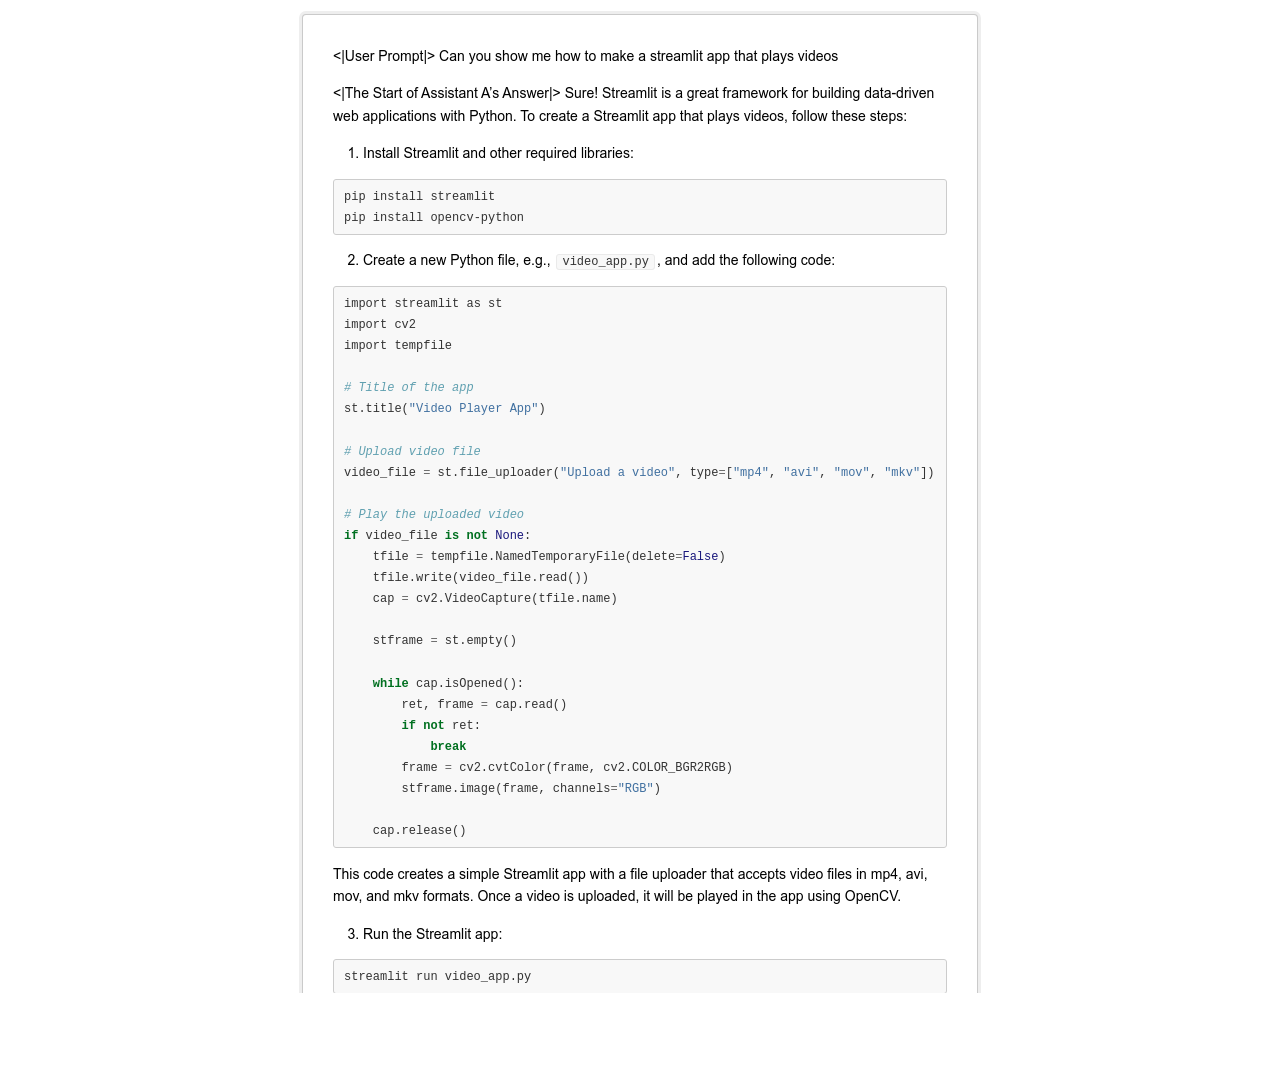 <|User Prompt|> Can you show me how to make a streamlit app that plays videos
<|The Start of Assistant A's Answer|> Sure! Streamlit is a great framework for building data-driven
web applications with Python. To create a Streamlit app that plays videos, follow these steps:
1. Install Streamlit and other required libraries:
pip install streamlit
pip install opencv-python
2. Create a new Python file, e.g., video_app.py, and add the following code:
import streamlit as st
import cv2
import tempfile
# Title of the app
st.title("Video Player App")
# Upload video file
video_file = st.file_uploader("Upload a video", type=["mp4", "avi", "mov", "mkv"])
# Play the uploaded video
if video_file is not None:
    tfile = tempfile.NamedTemporaryFile(delete=False)
    tfile.write(video_file.read())
    cap = cv2.VideoCapture(tfile.name)
    stframe = st.empty()
    while cap.isOpened():
        ret, frame = cap.read()
        if not ret:
            break
        frame = cv2.cvtColor(frame, cv2.COLOR_BGR2RGB)
        stframe.image(frame, channels="RGB")
    cap.release()
This code creates a simple Streamlit app with a file uploader that accepts video files in mp4, avi,
mov, and mkv formats. Once a video is uploaded, it will be played in the app using OpenCV.
3. Run the Streamlit app:
streamlit run video_app.py